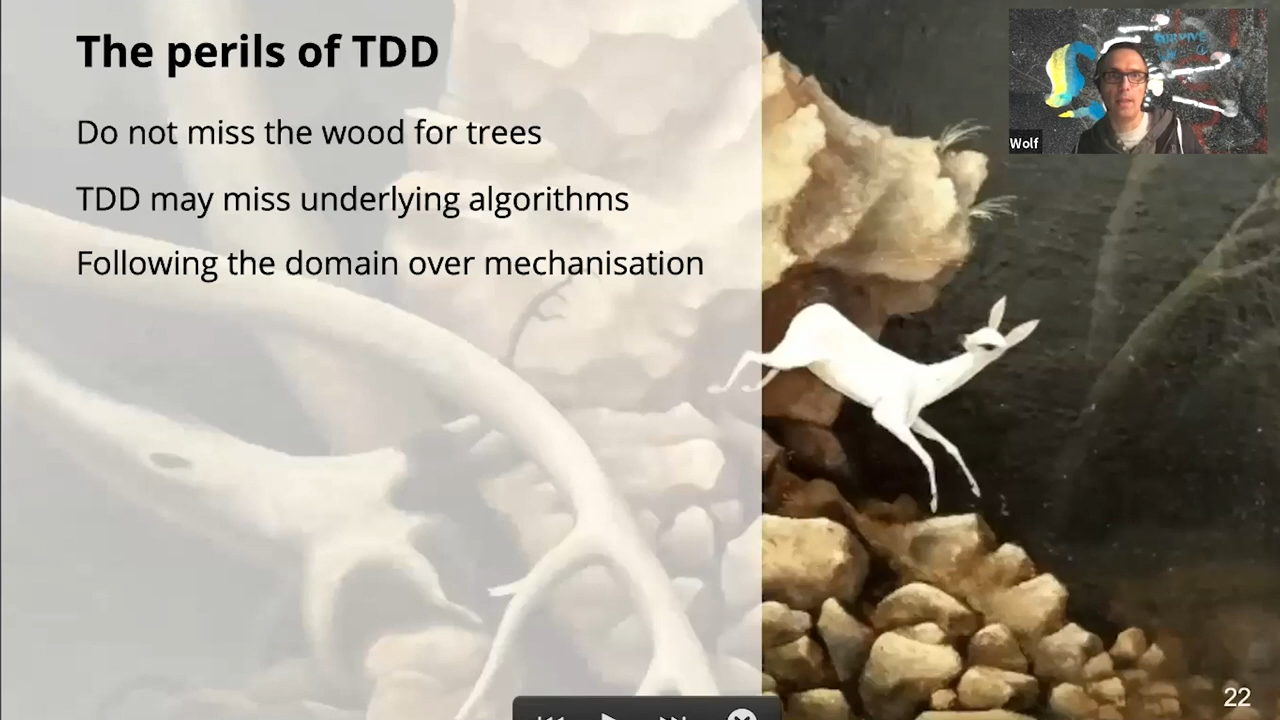 The perils of TDD
Do not miss the wood for trees
TDD may miss underlying algorithms
Following the domain over mechanisation
SURVIVE
Wolf
22